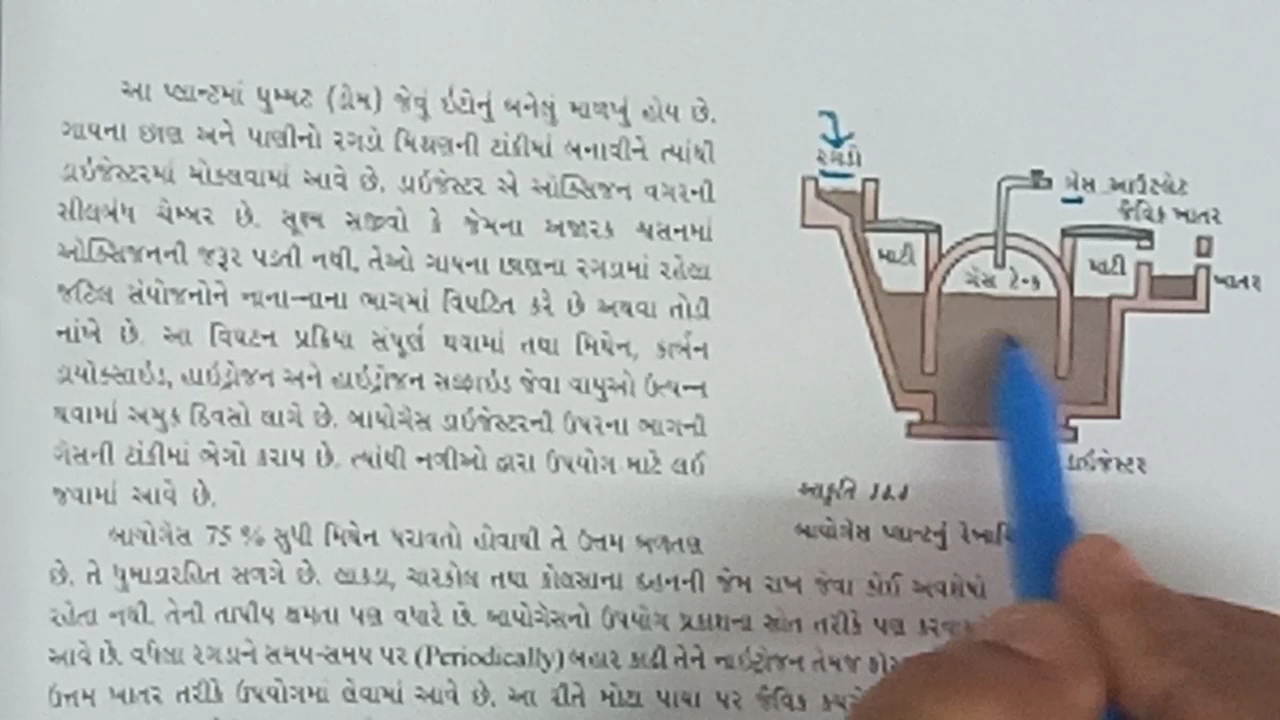 આ પ્લાન્ટમાં ઘુમ્મટ (ડોમ) જેવું ઈંટોનું બનેલું માળખું હોય છે.
ગાયના છાણ અને પાણીનો રગડો મિશ્રણની ટાંકીમાં બનાવીને ત્યાંથી
ડાઇજેસ્ટરમાં મોકલવામાં આવે છે. ડાઇજેસ્ટર એ ઑક્સિજન વગરની
સીલબંધ ચેમ્બર છે. સૂક્ષ્મ સજીવો કે જેમના અજારક શ્વસનમાં
ઑક્સિજનની જરૂર પડતી નથી, તેઓ ગાયના છાણના રગડામાં રહેલા
જટિલ સંયોજનોને નાના-નાના ભાગમાં વિઘટિત કરે છે અથવા તોડી
નાંખે છે. આ વિઘટન પ્રક્રિયા સંપૂર્ણ થવામાં તથા મિથેન, કાર્બન
ડાયોક્સાઇડ, હાઇડ્રોજન અને હાઇડ્રોજન સલ્ફાઇડ જેવા વાયુઓ ઉત્પન્ન
થવામાં અમુક દિવસો લાગે છે. બાયોગૅસ ડાઇજેસ્ટરની ઉપરના ભાગની
ગૅસની ટાંકીમાં ભેગો કરાય છે. ત્યાંથી નળીઓ દ્વારા ઉપયોગ માટે લઈ
જવામાં આવે છે.
બાયોગૅસ 75 % સુધી મિથેન ધરાવતો હોવાથી તે ઉત્તમ બળતણ
છે. તે ધુમાડારહિત સળગે છે. લાકડા, ચારકોલ તથા કોલસાના દહનની જેમ રાખ જેવા કોઈ અવશેષો
રહેતા નથી. તેની તાપીય ક્ષમતા પણ વધારે છે. બાયોગૅસનો ઉપયોગ પ્રકાશના સ્રોત તરીકે પણ
આવે છે. વધેલા રગડાને સમય-સમય પર (Periodically) બહાર કાઢી તેને નાઇટ્રોજન તેમજ
ઉત્તમ ખાતર તરીકે ઉપયોગમાં લેવામાં આવે છે. આ રીતે મોટા પાયા પર જૈવિક
રગડો
ગૅસ આઉટલેટ
જૈવિક ખાતર
માટી
ગૅસ ટેન્ક
માટી
ખાતર
ડાઇજેસ્ટર
આકૃતિ
બાયોગૅસ પ્લાન્ટનું